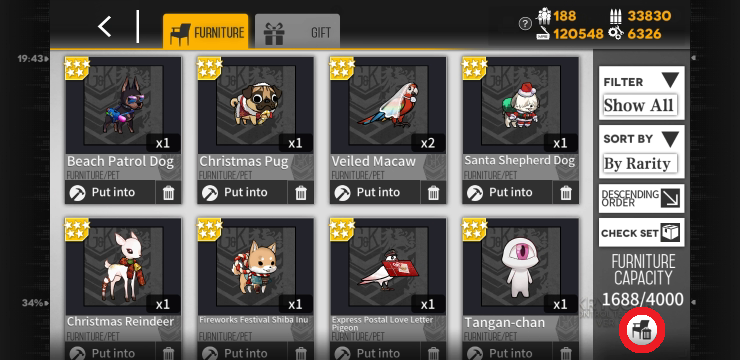 FURNITURE
GIFT
188
33830
120548
6326
19:43
x1
x1
x2
x1
Beach Patrol Dog
Christmas Pug
Veiled Macaw
Santa Shepherd Dog
FURNITURE/PET
FURNITURE/PET
FURNITURE/PET
FURNITURE/PET
Put into
Put into
Put into
Put into
x1
x1
x1
x1
Christmas Reindeer
Fireworks Festival Shiba Inu
Express Postal Love Letter
Pigeon
Tangan-chan
FURNITURE/PET
FURNITURE/PET
FURNITURE/PET
FURNITURE/PET
Put into
Put into
Put into
Put into
34%
FILTER
Show All
SORT BY
By Rarity
DESCENDING
ORDER
CHECK SET
FURNITURE
CAPACITY
1688/4000